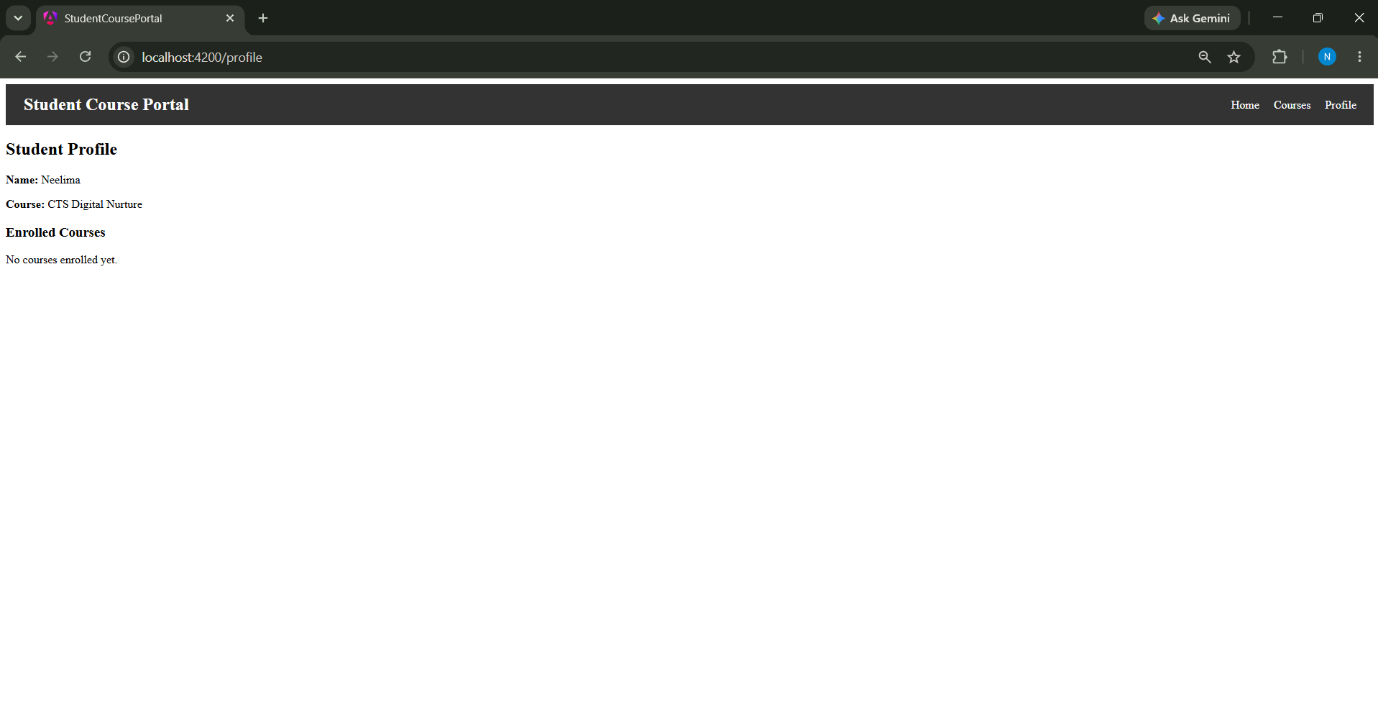 StudentCoursePortal
Ask Gemini
localhost:4200/profile
N
Student Course Portal
Home Courses Profile
Student Profile
Name: Neelima
Course: CTS Digital Nurture
Enrolled Courses
No courses enrolled yet.